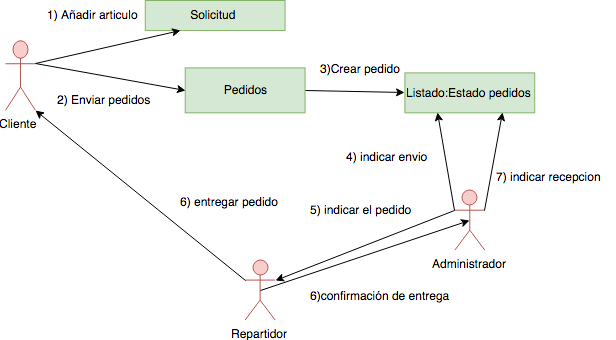 1) Añadir articulo
Solicitud
3)Crear pedido
Pedidos
Listado:Estado pedidos
2) Enviar pedidos
Cliente
4) indicar envio
7) indicar recepcion
6) entregar pedido
5) indicar el pedido
Administrador
6)confirmación de entrega
Repartidor